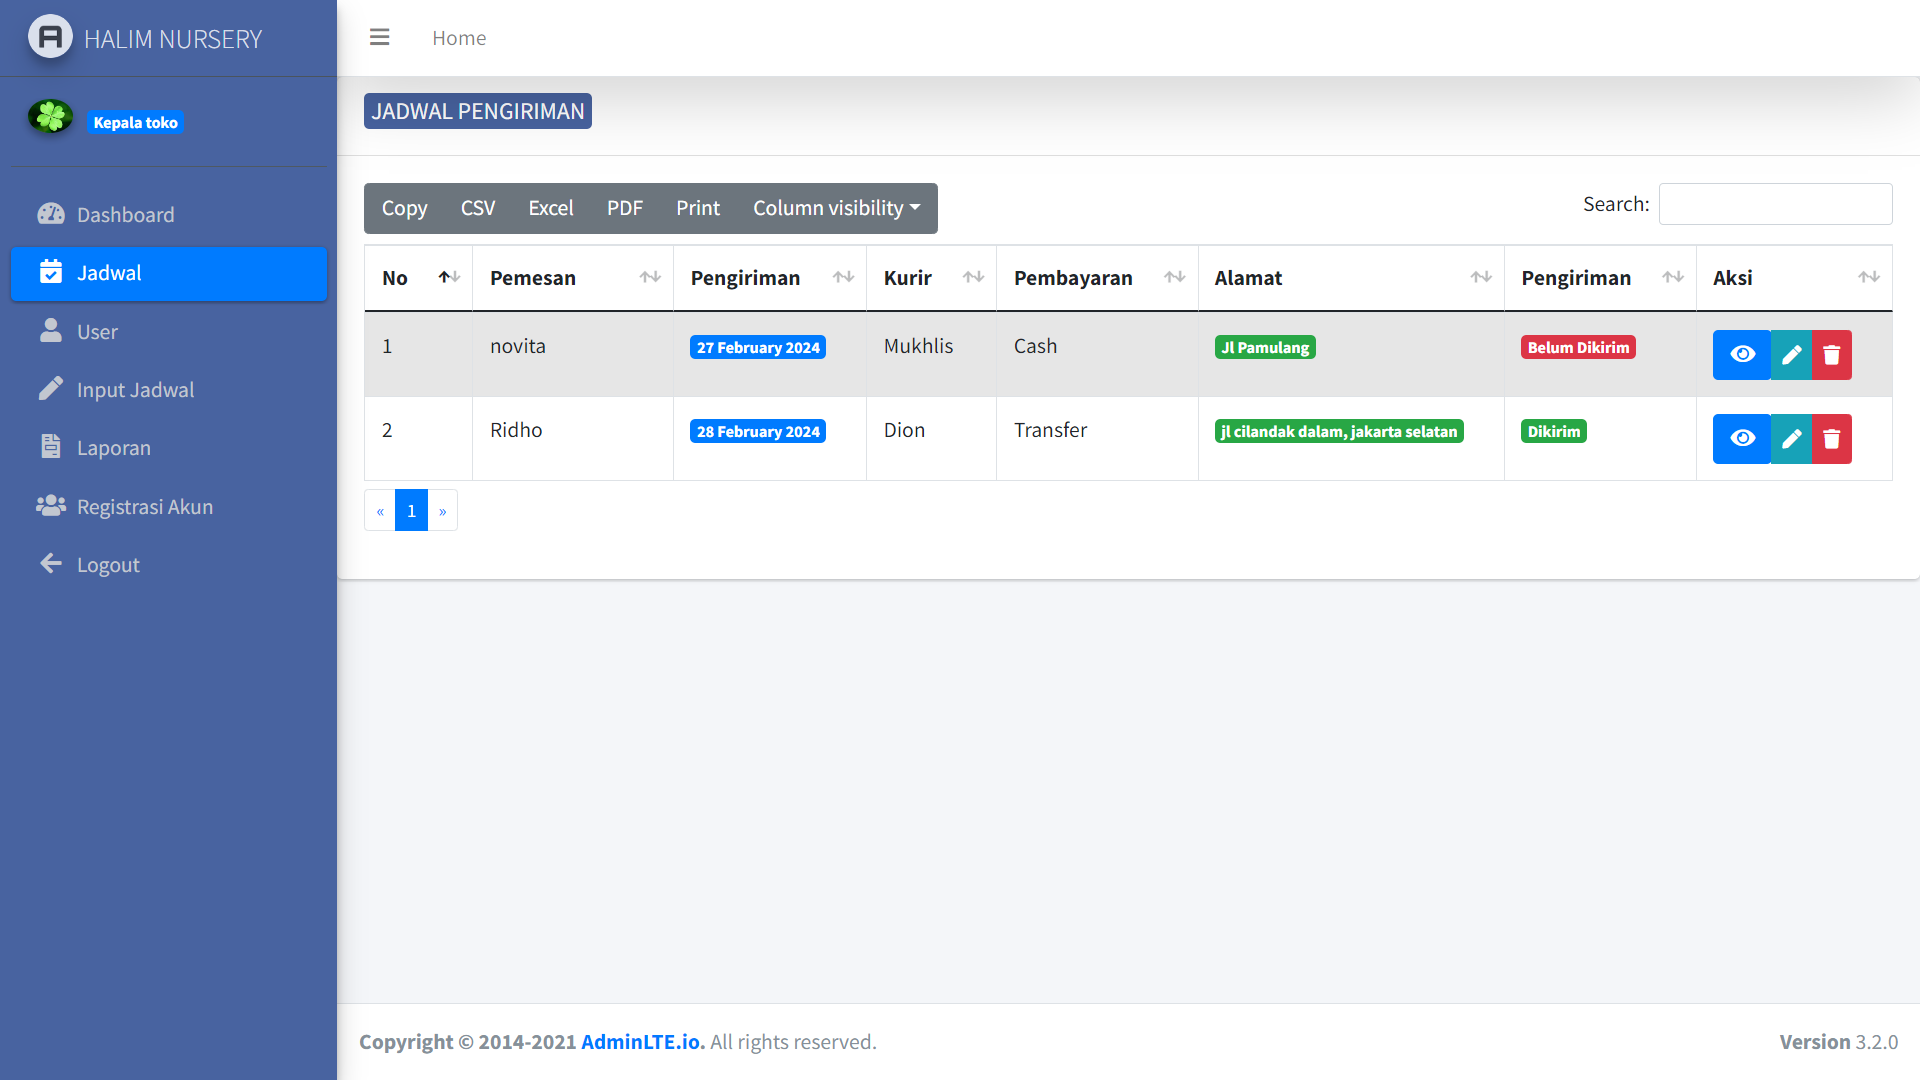 HALIM NURSERY
Home
Kepala toko
Dashboard
Jadwal
User
Input Jadwal
Laporan
Registrasi Akun
Logout
JADWAL PENGIRIMAN
Copy CSV Excel PDF Print Column visibility
Search:
No Pemesan Pengiriman Kurir Pembayaran Alamat Pengiriman Aksi
1 novita 27 February 2024 Mukhlis Cash Jl Pamulang Belum Dikirim
2 Ridho 28 February 2024 Dion Transfer jl cilandak dalam, jakarta selatan Dikirim
« 1 »
Copyright © 2014-2021 AdminLTE.io. All rights reserved.
Version 3.2.0